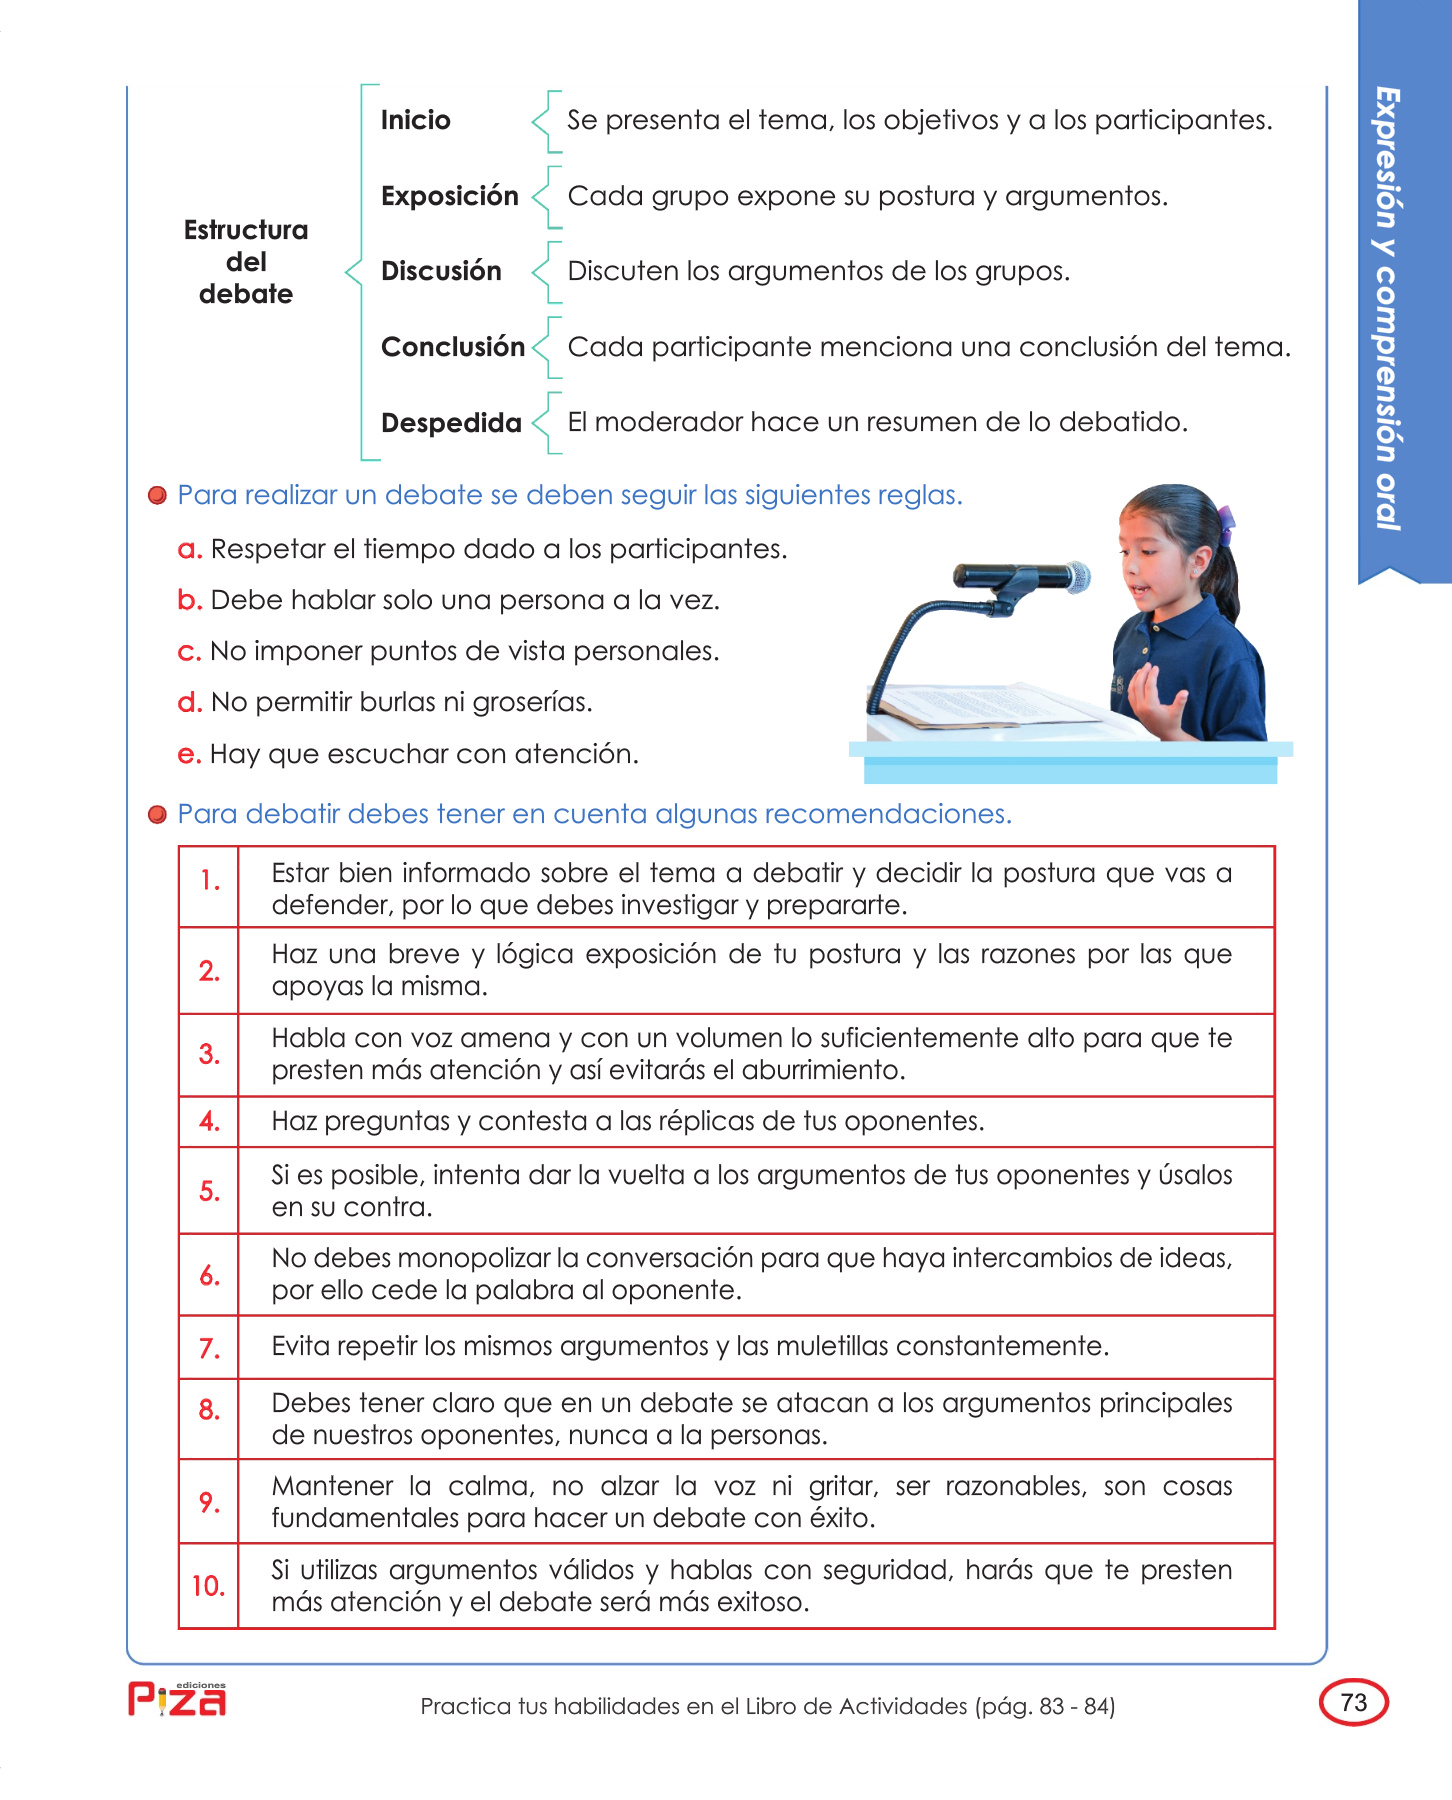 Expresión y comprensión oral
Estructura
del
debate
Inicio
Se presenta el tema, los objetivos y a los participantes.
Exposición
Cada grupo expone su postura y argumentos.
Discusión
Discuten los argumentos de los grupos.
Conclusión
Cada participante menciona una conclusión del tema.
Despedida
El moderador hace un resumen de lo debatido.
Para realizar un debate se deben seguir las siguientes reglas.
a. Respetar el tiempo dado a los participantes.
b. Debe hablar solo una persona a la vez.
c. No imponer puntos de vista personales.
d. No permitir burlas ni groserías.
e. Hay que escuchar con atención.
Para debatir debes tener en cuenta algunas recomendaciones.
1.
Estar bien informado sobre el tema a debatir y decidir la postura que vas a
defender, por lo que debes investigar y prepararte.
2.
Haz una breve y lógica exposición de tu postura y las razones por las que
apoyas la misma.
3.
Habla con voz amena y con un volumen lo suficientemente alto para que te
presten más atención y así evitarás el aburrimiento.
4.
Haz preguntas y contesta a las réplicas de tus oponentes.
5.
Si es posible, intenta dar la vuelta a los argumentos de tus oponentes y úsalos
en su contra.
6.
No debes monopolizar la conversación para que haya intercambios de ideas,
por ello cede la palabra al oponente.
7.
Evita repetir los mismos argumentos y las muletillas constantemente.
8.
Debes tener claro que en un debate se atacan a los argumentos principales
de nuestros oponentes, nunca a la personas.
9.
Mantener la calma, no alzar la voz ni gritar, ser razonables, son cosas
fundamentales para hacer un debate con éxito.
10.
Si utilizas argumentos válidos y hablas con seguridad, harás que te presten
más atención y el debate será más exitoso.
ediciones
Piza
Practica tus habilidades en el Libro de Actividades (pág. 83 - 84)
73